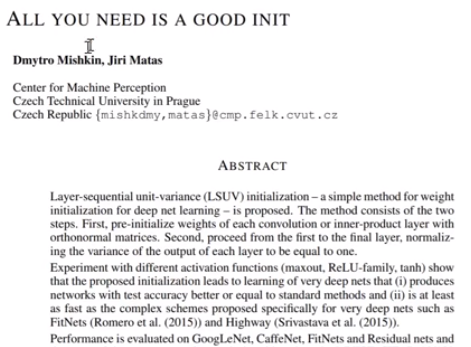 ALL YOU NEED IS A GOOD INIT
Dmytro Mishkin, Jiri Matas
Center for Machine Perception
Czech Technical University in Prague
Czech Republic {mishkdmy,matas}@cmp.felk.cvut.cz
ABSTRACT
Layer-sequential unit-variance (LSUV) initialization – a simple method for weight
initialization for deep net learning – is proposed. The method consists of the two
steps. First, pre-initialize weights of each convolution or inner-product layer with
orthonormal matrices. Second, proceed from the first to the final layer, normaliz-
ing the variance of the output of each layer to be equal to one.
Experiment with different activation functions (maxout, ReLU-family, tanh) show
that the proposed initialization leads to learning of very deep nets that (i) produces
networks with test accuracy better or equal to standard methods and (ii) is at least
as fast as the complex schemes proposed specifically for very deep nets such as
FitNets (Romero et al. (2015)) and Highway (Srivastava et al. (2015)).
Performance is evaluated on GoogLeNet, CaffeNet, FitNets and Residual nets and